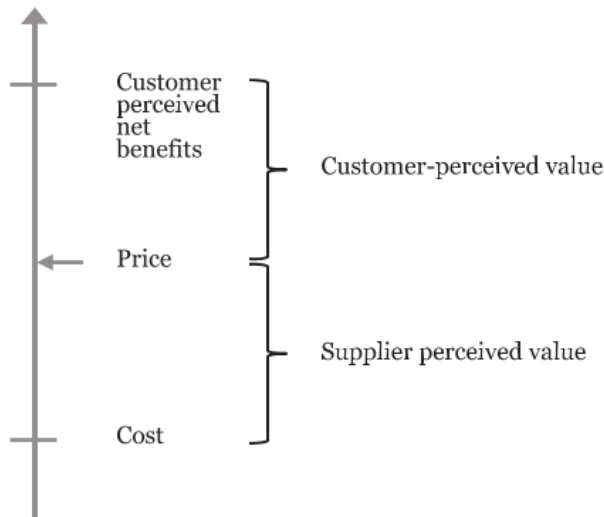 Customer
perceived
net
benefits
Customer-perceived value
Price
Supplier perceived value
Cost